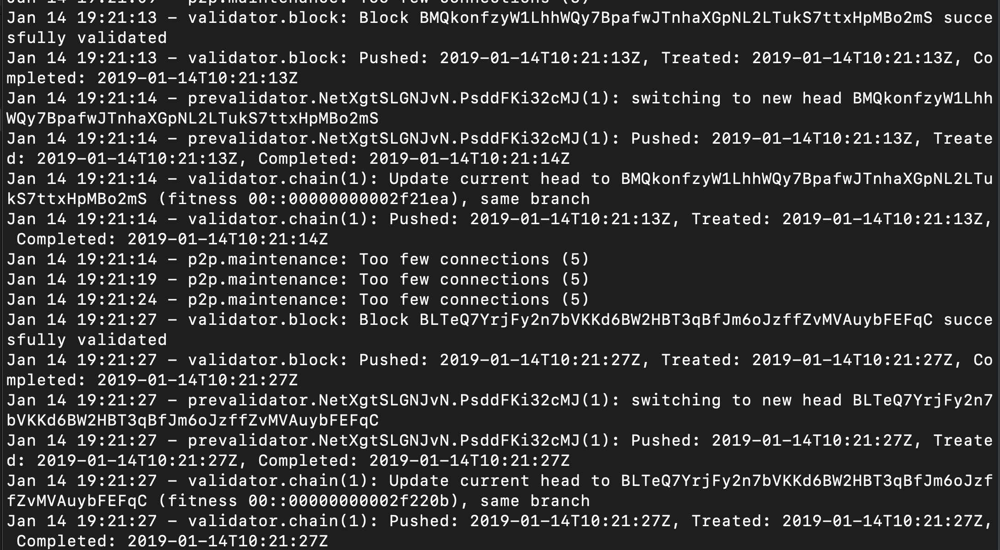 Jan 14 19:21:09 – p2p.maintenance: Too few connections (5)
Jan 14 19:21:13 – validator.block: Block BMQkonfzyW1LhhWQy7BpafwJTnhaXGpNL2LTukS7ttxHpMBo2mS succe
sfully validated
Jan 14 19:21:13 – validator.block: Pushed: 2019-01-14T10:21:13Z, Treated: 2019-01-14T10:21:13Z, Co
mpleted: 2019-01-14T10:21:13Z
Jan 14 19:21:14 – prevalidator.NetXgtSLGNJvN.PsddFKi32cMJ(1): switching to new head BMQkonfzyW1Lhh
WQy7BpafwJTnhaXGpNL2LTukS7ttxHpMBo2mS
Jan 14 19:21:14 – prevalidator.NetXgtSLGNJvN.PsddFKi32cMJ(1): Pushed: 2019-01-14T10:21:13Z, Treate
d: 2019-01-14T10:21:13Z, Completed: 2019-01-14T10:21:14Z
Jan 14 19:21:14 – validator.chain(1): Update current head to BMQkonfzyW1LhhWQy7BpafwJTnhaXGpNL2LTu
kS7ttxHpMBo2mS (fitness 00::00000000002f21ea), same branch
Jan 14 19:21:14 – validator.chain(1): Pushed: 2019-01-14T10:21:13Z, Treated: 2019-01-14T10:21:13Z,
 Completed: 2019-01-14T10:21:14Z
Jan 14 19:21:14 – p2p.maintenance: Too few connections (5)
Jan 14 19:21:19 – p2p.maintenance: Too few connections (5)
Jan 14 19:21:24 – p2p.maintenance: Too few connections (5)
Jan 14 19:21:27 – validator.block: Block BLTeQ7YrjFy2n7bVKKd6BW2HBT3qBfJm6oJzffZvMVAuybFEFqC succe
sfully validated
Jan 14 19:21:27 – validator.block: Pushed: 2019-01-14T10:21:27Z, Treated: 2019-01-14T10:21:27Z, Co
mpleted: 2019-01-14T10:21:27Z
Jan 14 19:21:27 – prevalidator.NetXgtSLGNJvN.PsddFKi32cMJ(1): switching to new head BLTeQ7YrjFy2n7
bVKKd6BW2HBT3qBfJm6oJzffZvMVAuybFEFqC
Jan 14 19:21:27 – prevalidator.NetXgtSLGNJvN.PsddFKi32cMJ(1): Pushed: 2019-01-14T10:21:27Z, Treate
d: 2019-01-14T10:21:27Z, Completed: 2019-01-14T10:21:27Z
Jan 14 19:21:27 – validator.chain(1): Update current head to BLTeQ7YrjFy2n7bVKKd6BW2HBT3qBfJm6oJzf
fZvMVAuybFEFqC (fitness 00::00000000002f220b), same branch
Jan 14 19:21:27 – validator.chain(1): Pushed: 2019-01-14T10:21:27Z, Treated: 2019-01-14T10:21:27Z,
 Completed: 2019-01-14T10:21:27Z